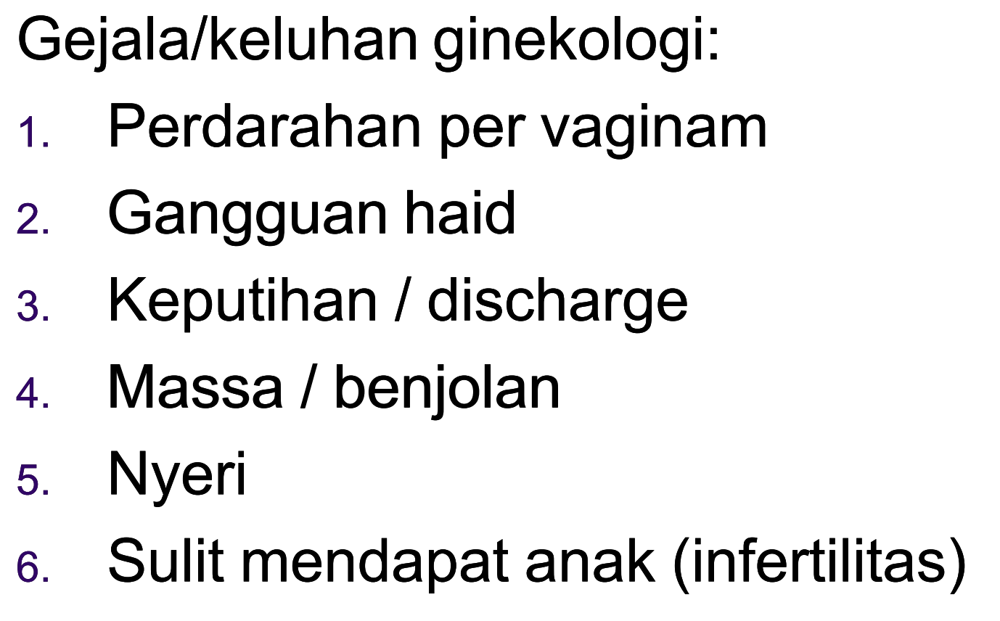 Gejala/keluhan ginekologi:
1. Perdarahan per vaginam
2. Gangguan haid
3. Keputihan / discharge
4. Massa / benjolan
5. Nyeri
6. Sulit mendapat anak (infertilitas)